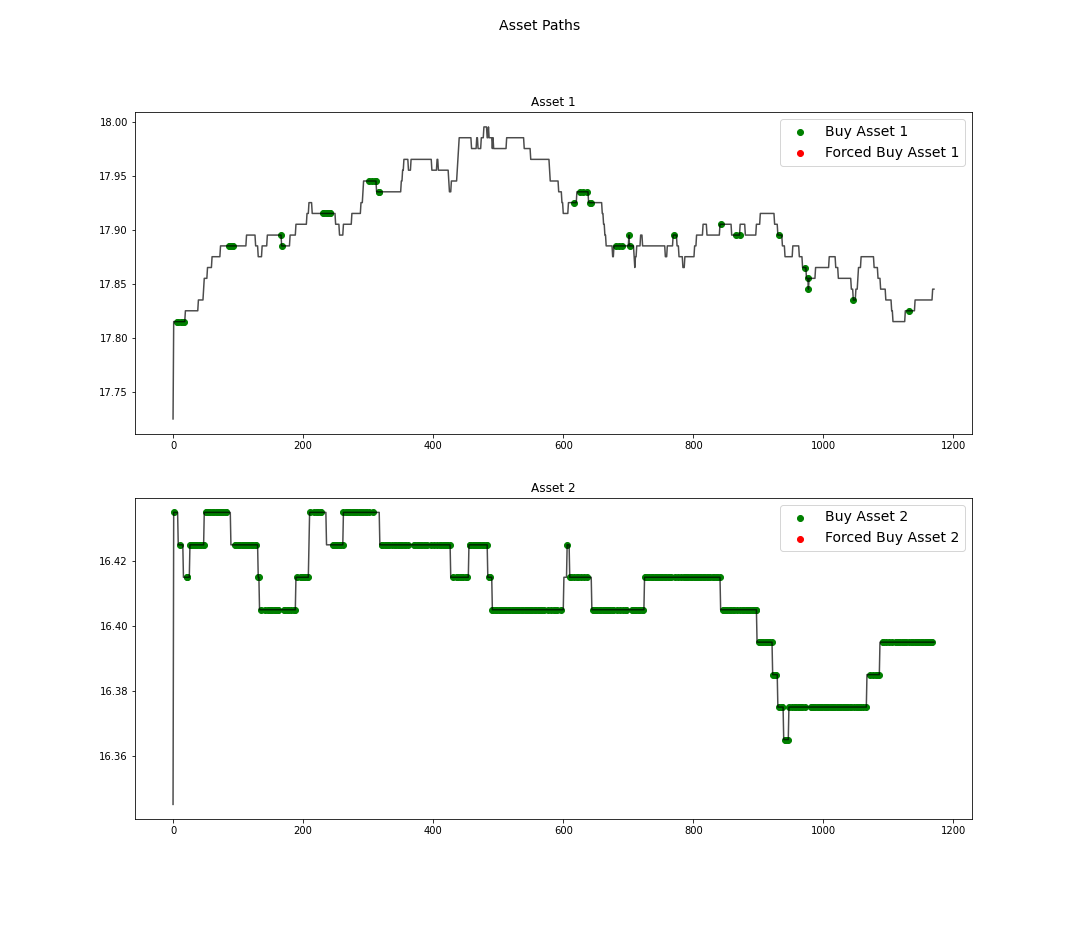 Asset Paths
Asset 1
18.00
17.95
17.90
17.85
17.80
17.75
Buy Asset 1
Forced Buy Asset 1
0 200 400 600 800 1000 1200
Asset 2
16.42
16.40
16.38
16.36
Buy Asset 2
Forced Buy Asset 2
0 200 400 600 800 1000 1200